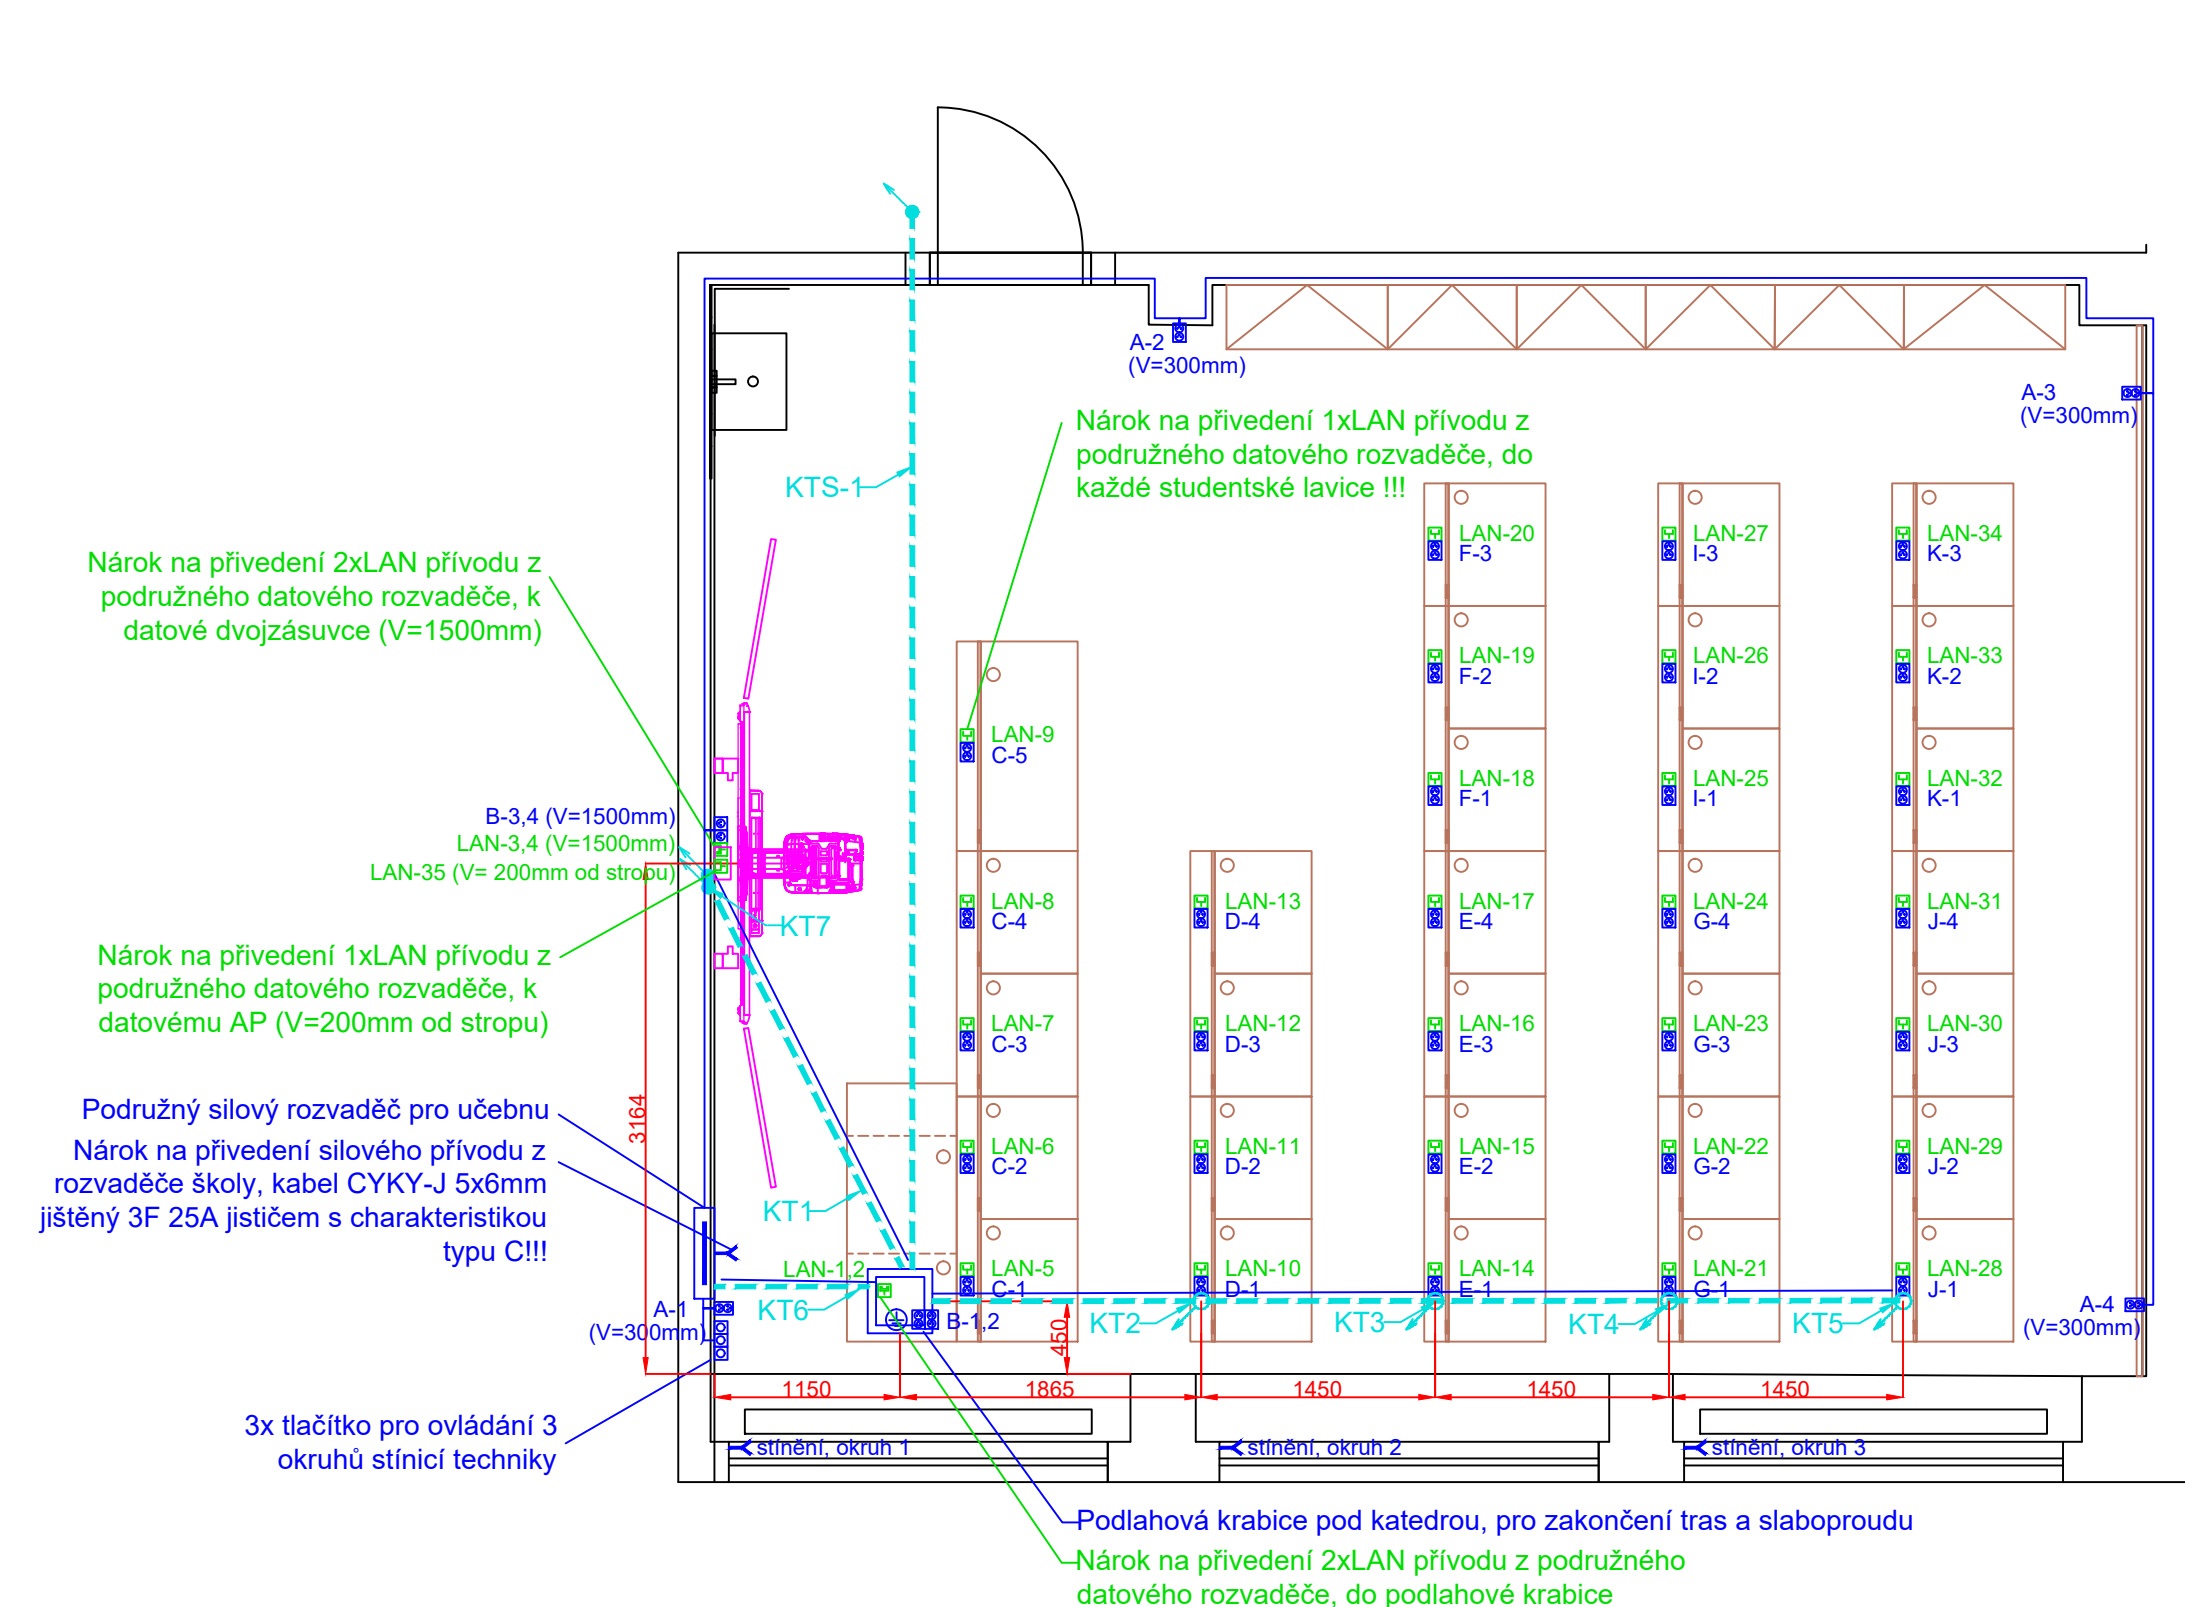 A-2
(V=300mm)
A-3
(V=300mm)
Nárok na přivedení 1xLAN přívodu z
podružného datového rozvaděče, do
každé studentské lavice !!!
KTS-1
LAN-20
F-3
LAN-27
I-3
LAN-34
K-3
Nárok na přivedení 2xLAN přívodu z
podružného datového rozvaděče, k
datové dvojzásuvce (V=1500mm)
LAN-19
F-2
LAN-26
I-2
LAN-33
K-2
LAN-9
C-5
LAN-18
F-1
LAN-25
I-1
LAN-32
K-1
B-3,4 (V=1500mm)
LAN-3,4 (V=1500mm)
LAN-35 (V= 200mm od stropu)
KT7
LAN-8
C-4
LAN-13
D-4
LAN-17
E-4
LAN-24
G-4
LAN-31
J-4
Nárok na přivedení 1xLAN přívodu z
podružného datového rozvaděče, k
datovému AP (V=200mm od stropu)
LAN-7
C-3
LAN-12
D-3
LAN-16
E-3
LAN-23
G-3
LAN-30
J-3
3164
Podružný silový rozvaděč pro učebnu
Nárok na přivedení silového přívodu z
rozvaděče školy, kabel CYKY-J 5x6mm
jištěný 3F 25A jističem s charakteristikou
typu C!!!
LAN-6
C-2
LAN-11
D-2
LAN-15
E-2
LAN-22
G-2
LAN-29
J-2
KT1
LAN-1,2
KT6
LAN-5
C-1
LAN-10
D-1
LAN-14
E-1
LAN-21
G-1
LAN-28
J-1
A-1
(V=300mm)
B-1,2
450
KT2
KT3
KT4
KT5
A-4
(V=300mm)
1150
1865
1450
1450
1450
3x tlačítko pro ovládání 3
okruhů stínicí techniky
stínění, okruh 1
stínění, okruh 2
stínění, okruh 3
Podlahová krabice pod katedrou, pro zakončení tras a slaboproudu
Nárok na přivedení 2xLAN přívodu z podružného
datového rozvaděče, do podlahové krabice